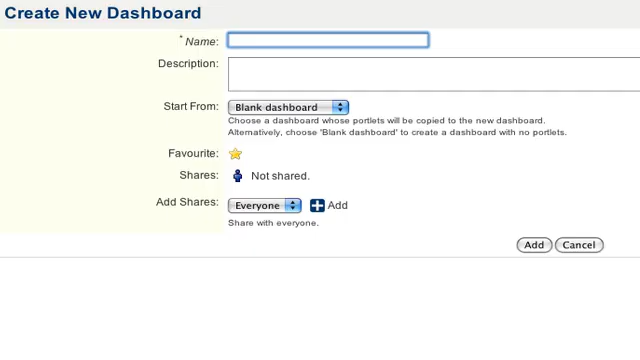 Create New Dashboard
* Name:
Description:
Start From: Blank dashboard
Choose a dashboard whose portlets will be copied to the new dashboard.
Alternatively, choose 'Blank dashboard' to create a dashboard with no portlets.
Favourite:
Shares: Not shared.
Add Shares: Everyone Add
Share with everyone.
Add Cancel